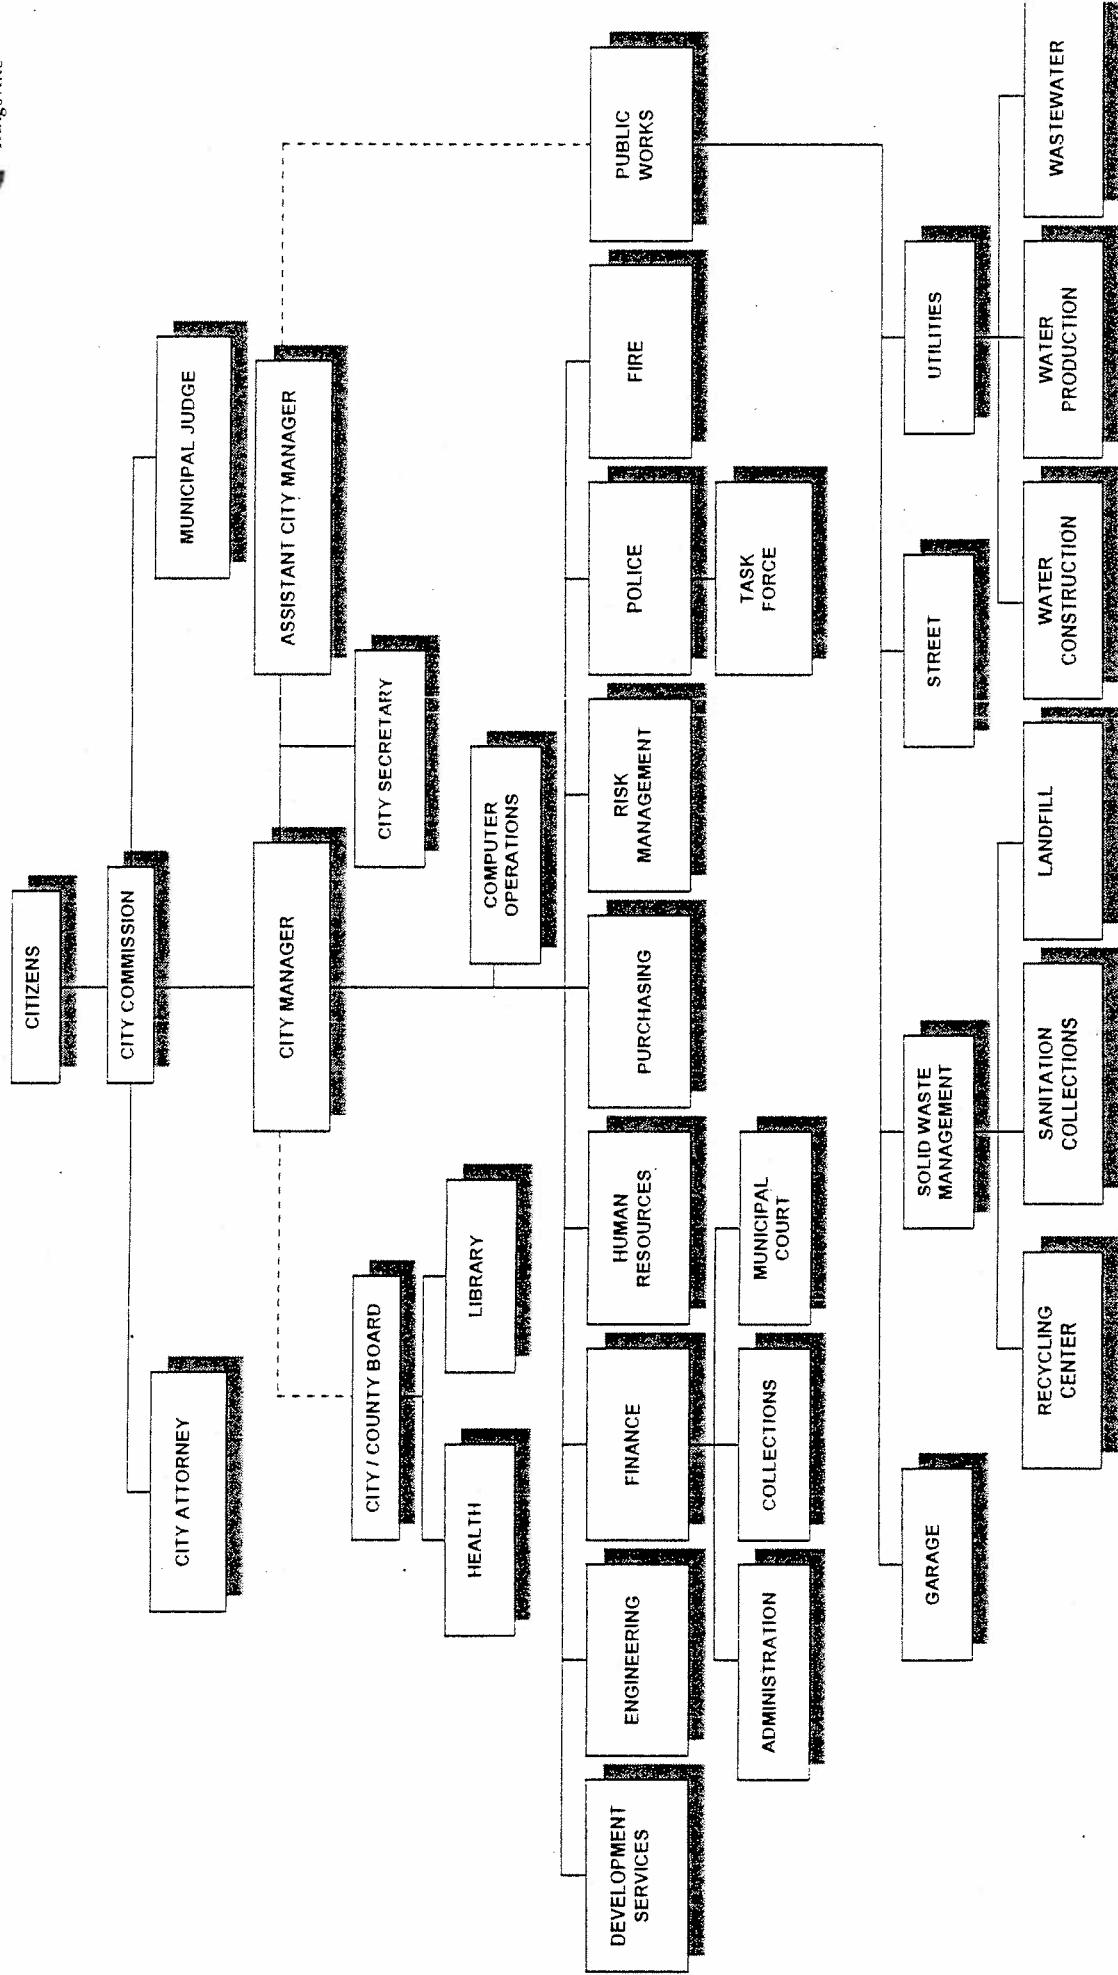 CITIZENS
CITY COMMISSION
CITY ATTORNEY
MUNICIPAL JUDGE
CITY MANAGER
ASSISTANT CITY MANAGER
CITY / COUNTY BOARD
CITY SECRETARY
HEALTH
LIBRARY
COMPUTER
OPERATIONS
DEVELOPMENT
SERVICES
ENGINEERING
FINANCE
HUMAN
RESOURCES
PURCHASING
RISK
MANAGEMENT
POLICE
FIRE
PUBLIC
WORKS
ADMINISTRATION
COLLECTIONS
MUNICIPAL
COURT
TASK
FORCE
GARAGE
SOLID WASTE
MANAGEMENT
STREET
UTILITIES
RECYCLING
CENTER
SANITATION
COLLECTIONS
LANDFILL
WATER
CONSTRUCTION
WATER
PRODUCTION
WASTEWATER